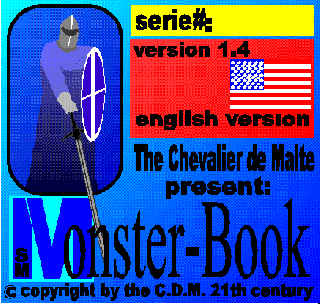 serie#:
version 1.4
english version
The Chevalier de Malte
present:
Monster-Book
SM
© copyright by the C.D.M. 21th century